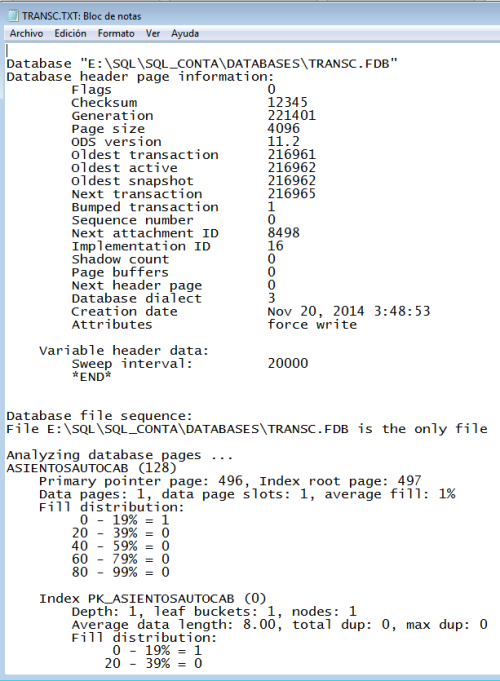 TRANSC.TXT: Bloc de notas
Archivo Edición Formato Ver Ayuda
Database "E:\SQL\SQL_CONTA\DATABASES\TRANSC.FDB"
Database header page information:
Flags 0
Checksum 12345
Generation 221401
Page size 4096
ODS version 11.2
Oldest transaction 216961
Oldest active 216962
Oldest snapshot 216962
Next transaction 216965
Bumped transaction 1
Sequence number 0
Next attachment ID 8498
Implementation ID 16
Shadow count 0
Page buffers 0
Next header page 0
Database dialect 3
Creation date Nov 20, 2014 3:48:53
Attributes force write
Variable header data:
Sweep interval: 20000
*END*
Database file sequence:
File E:\SQL\SQL_CONTA\DATABASES\TRANSC.FDB is the only file
Analyzing database pages ...
ASIENTOSAUTOCAB (128)
Primary pointer page: 496, Index root page: 497
Data pages: 1, data page slots: 1, average fill: 1%
Fill distribution:
0 - 19% = 1
20 - 39% = 0
40 - 59% = 0
60 - 79% = 0
80 - 99% = 0
Index PK_ASIENTOSAUTOCAB (0)
Depth: 1, leaf buckets: 1, nodes: 1
Average data length: 8.00, total dup: 0, max dup: 0
Fill distribution:
0 - 19% = 1
20 - 39% = 0